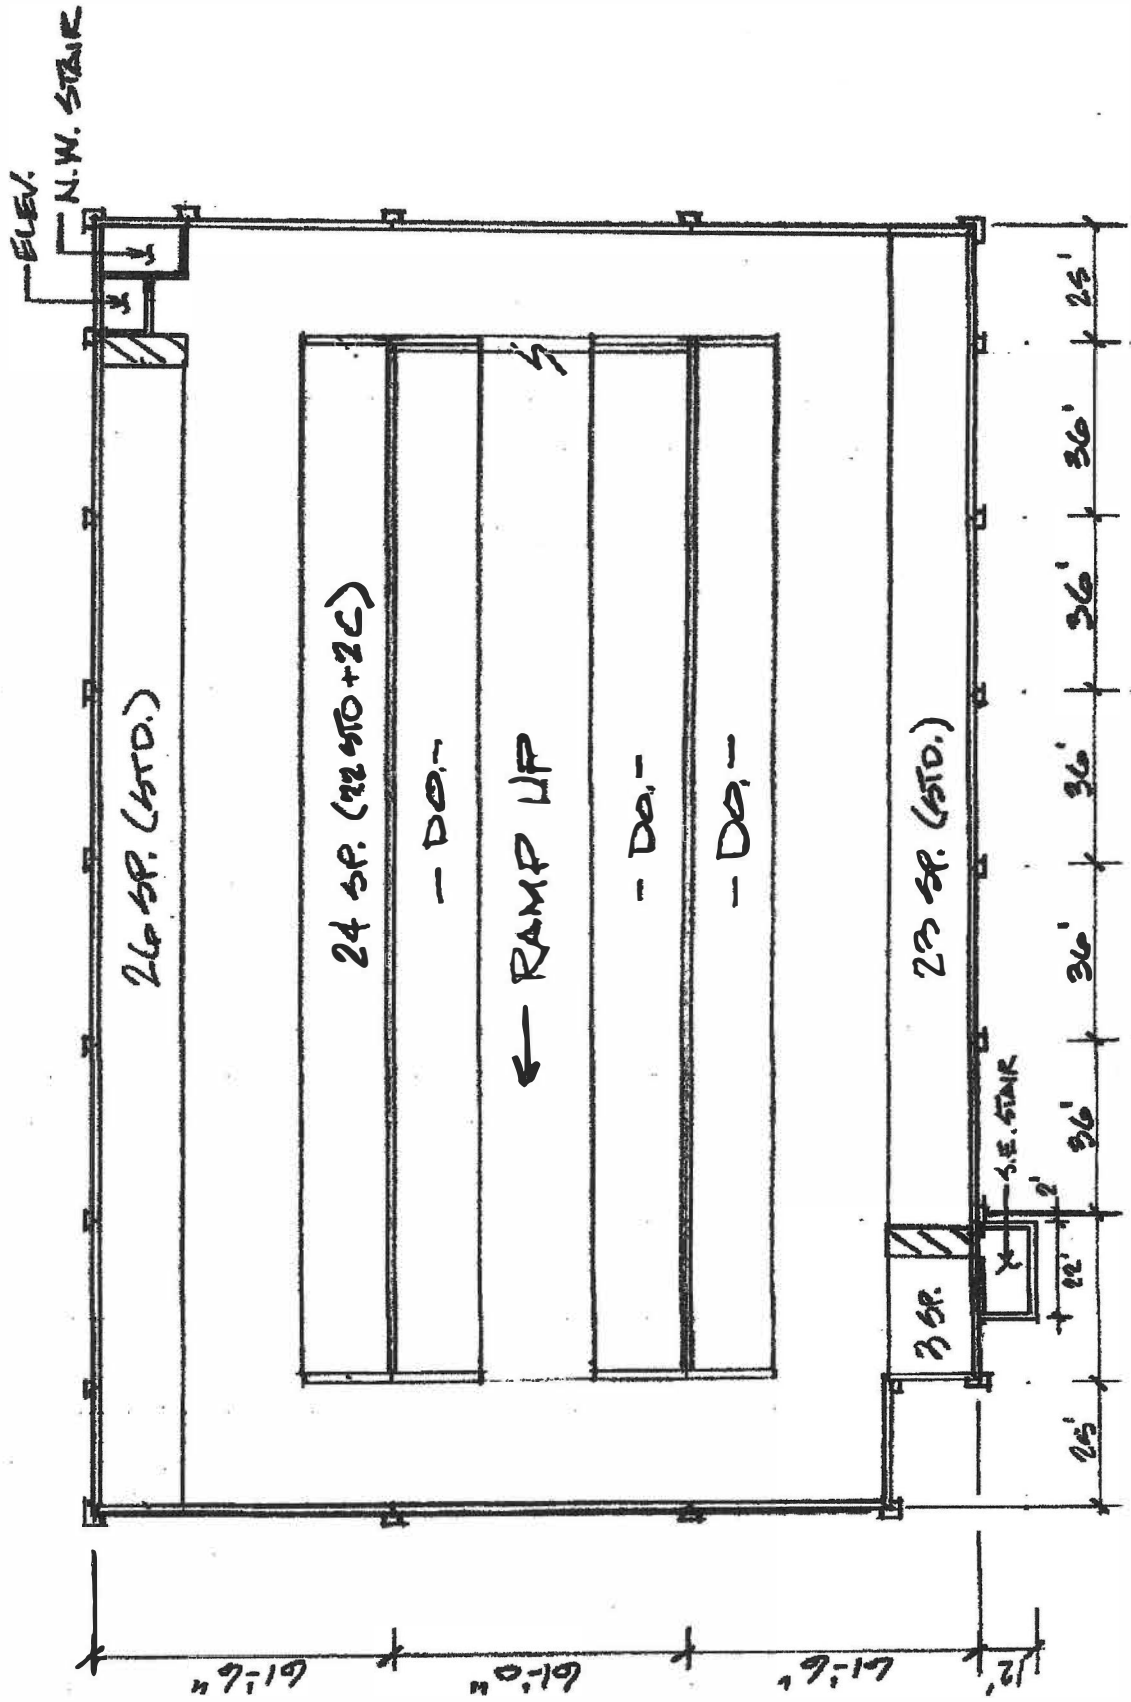 ELEV.
N.W. STAIR
26 SP. (STD.)
24 SP. (22 STD + 2C)
- DO. -
← RAMP UP
- DO. -
- DO. -
23 SP. (STD.)
3 SP.
S.E. STAIR
22'
2'
25'
36'
36'
36'
36'
36'
25'
61'-6"
61'-0"
61'-6"
12'